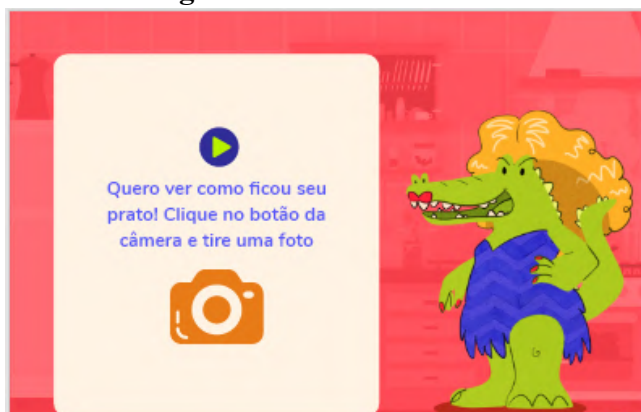 g
Quero ver como ficou seu
prato! Clique no botão da
câmera e tire uma foto